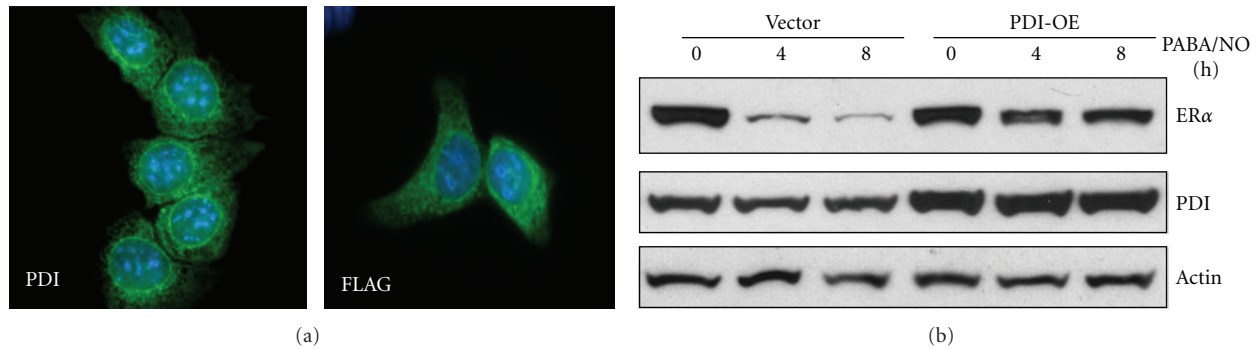 PDI
FLAG
(a)
Vector PDI-OE
0 4 8 0 4 8 PABA/NO
(h)
ERα
PDI
Actin
(b)